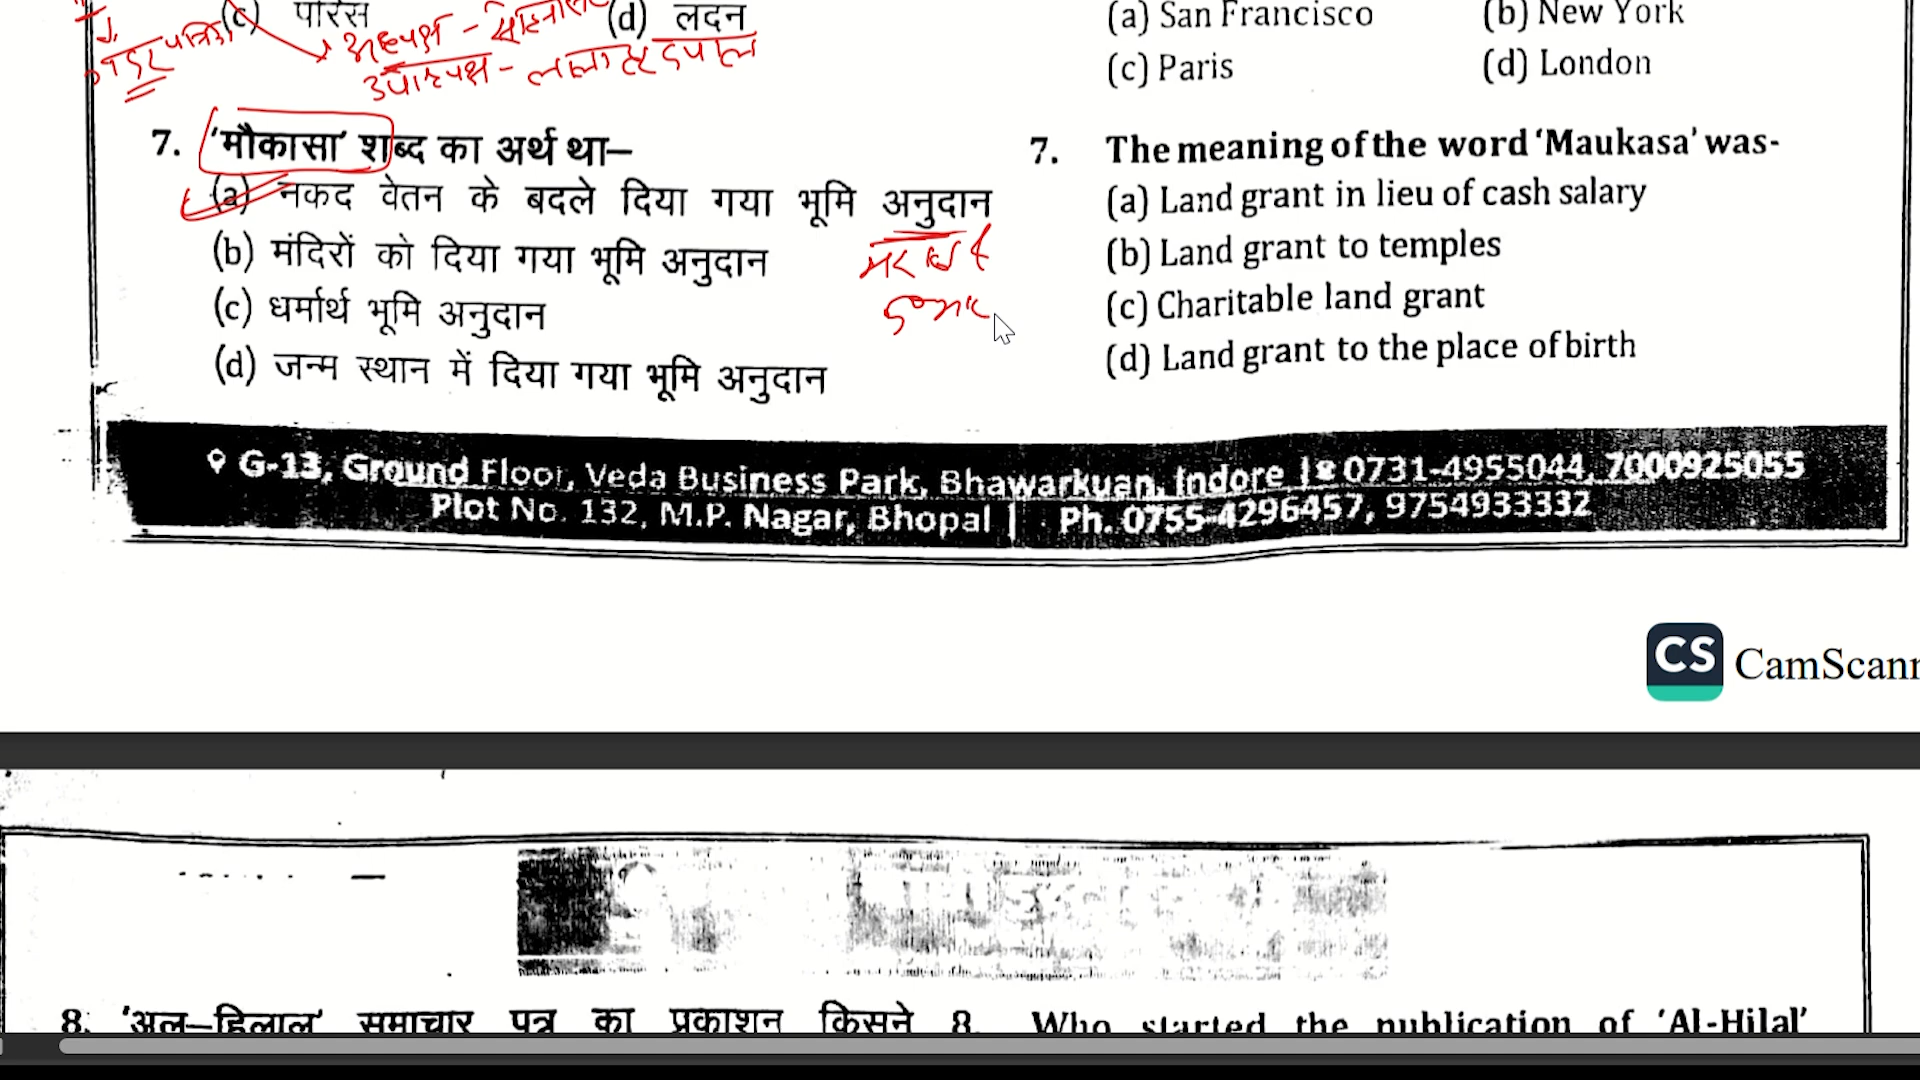 (c) पेरिस
(d) लंदन
अध्यक्ष -
उपाध्यक्ष -
(a) San Francisco
(b) New York
(c) Paris
(d) London
7. 'मौकासा' शब्द का अर्थ था–
(a) नकद वेतन के बदले दिया गया भूमि अनुदान
(b) मंदिरों को दिया गया भूमि अनुदान
(c) धर्मार्थ भूमि अनुदान
(d) जन्म स्थान में दिया गया भूमि अनुदान
7. The meaning of the word 'Maukasa' was-
(a) Land grant in lieu of cash salary
(b) Land grant to temples
(c) Charitable land grant
(d) Land grant to the place of birth
G-13, Ground Floor, Veda Business Park, Bhawarkuan, Indore | 0731-4955044, 7000925055
Plot No. 132, M.P. Nagar, Bhopal | Ph. 0755-4296457, 9754933332
CS CamScann
8. 'अल–हिलाल' समाचार पत्र का प्रकाशन किसने
8. Who started the publication of 'Al-Hilal'